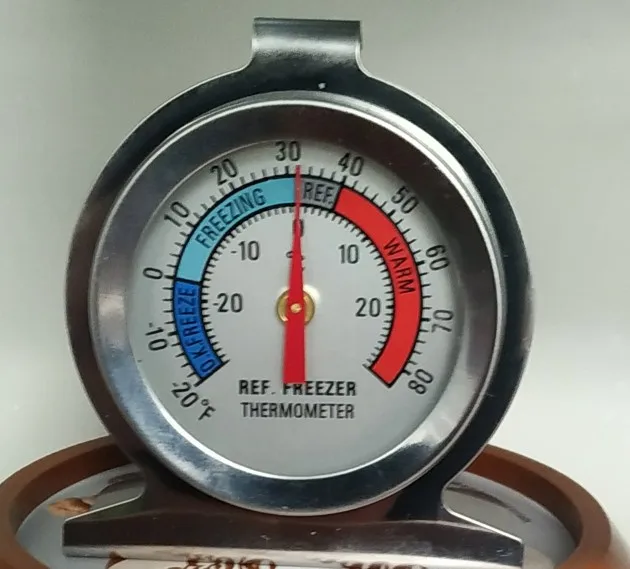 -20 -10 0 10 20 30 40 50 60 70 80
°F
O.K.FREEZE FREEZING REF. WARM
-20 -10 0 10 20
REF. FREEZER
THERMOMETER